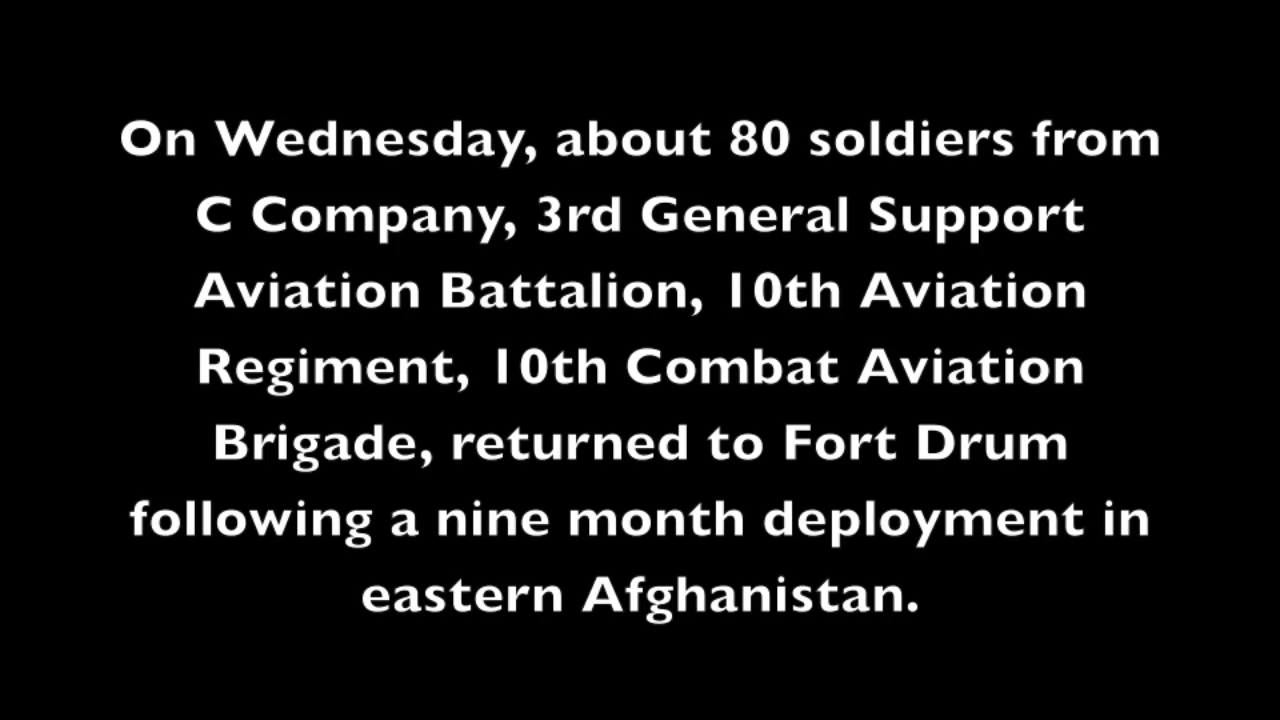 On Wednesday, about 80 soldiers from
C Company, 3rd General Support
Aviation Battalion, 10th Aviation
Regiment, 10th Combat Aviation
Brigade, returned to Fort Drum
following a nine month deployment in
eastern Afghanistan.